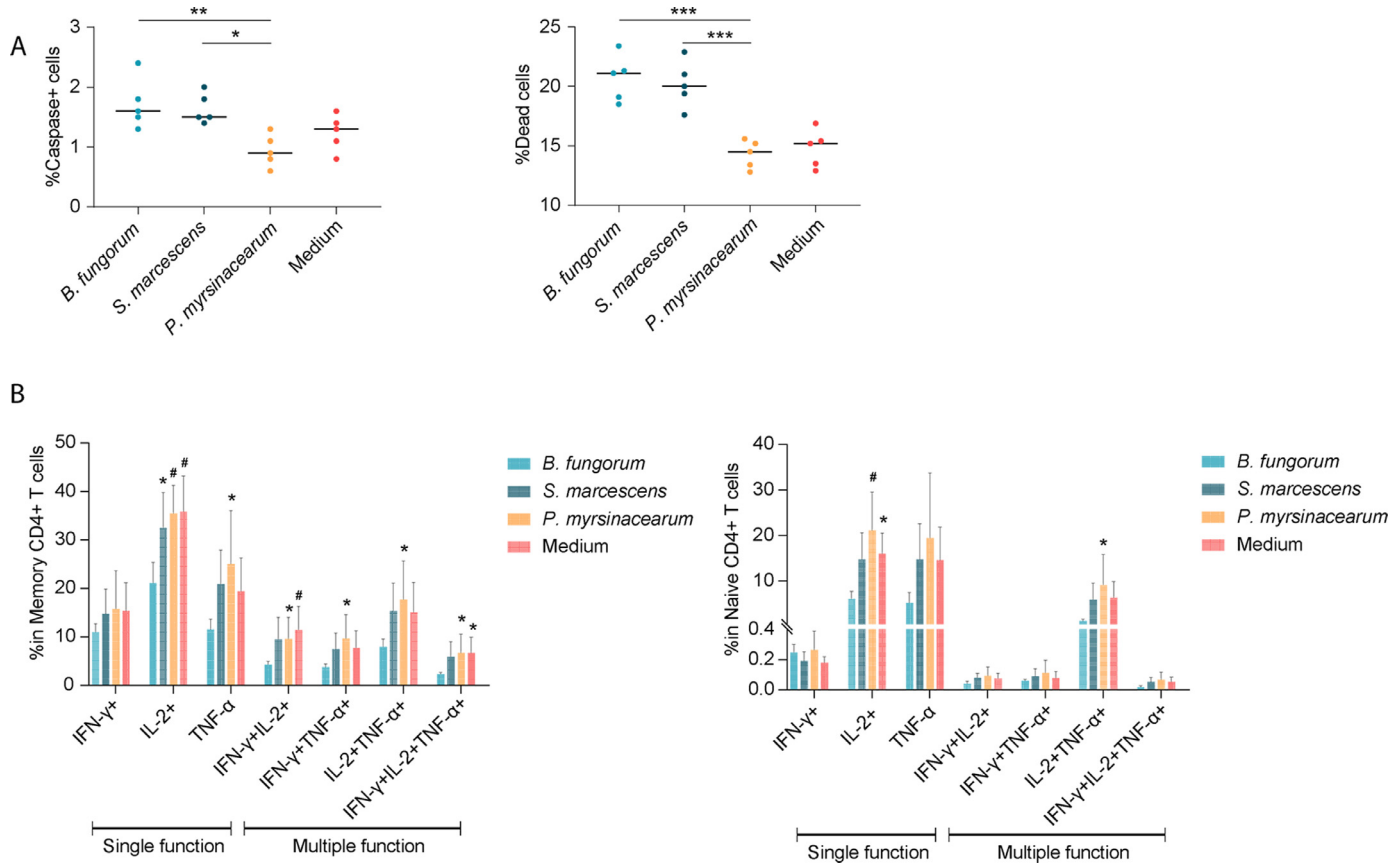 A
%Caspase+ cells
3
2
1
0
**
*
B. fungorum
S. marcescens
P. myrsinacearum
Medium
%Dead cells
25
20
15
10
***
***
B. fungorum
S. marcescens
P. myrsinacearum
Medium
B
%in Memory CD4+ T cells
50
40
30
20
10
0
*
#
#
*
*
#
*
*
*
*
B. fungorum
S. marcescens
P. myrsinacearum
Medium
IFN-γ+
IL-2+
TNF-α
IFN-γ+IL-2+
IFN-γ+TNF-α+
IL-2+TNF-α+
IFN-γ+IL-2+TNF-α+
Single function
Multiple function
%in Naive CD4+ T cells
40
30
20
10
0.4
0.2
0.0
#
*
*
B. fungorum
S. marcescens
P. myrsinacearum
Medium
IFN-γ+
IL-2+
TNF-α
IFN-γ+IL-2+
IFN-γ+TNF-α+
IL-2+TNF-α+
IFN-γ+IL-2+TNF-α+
Single function
Multiple function